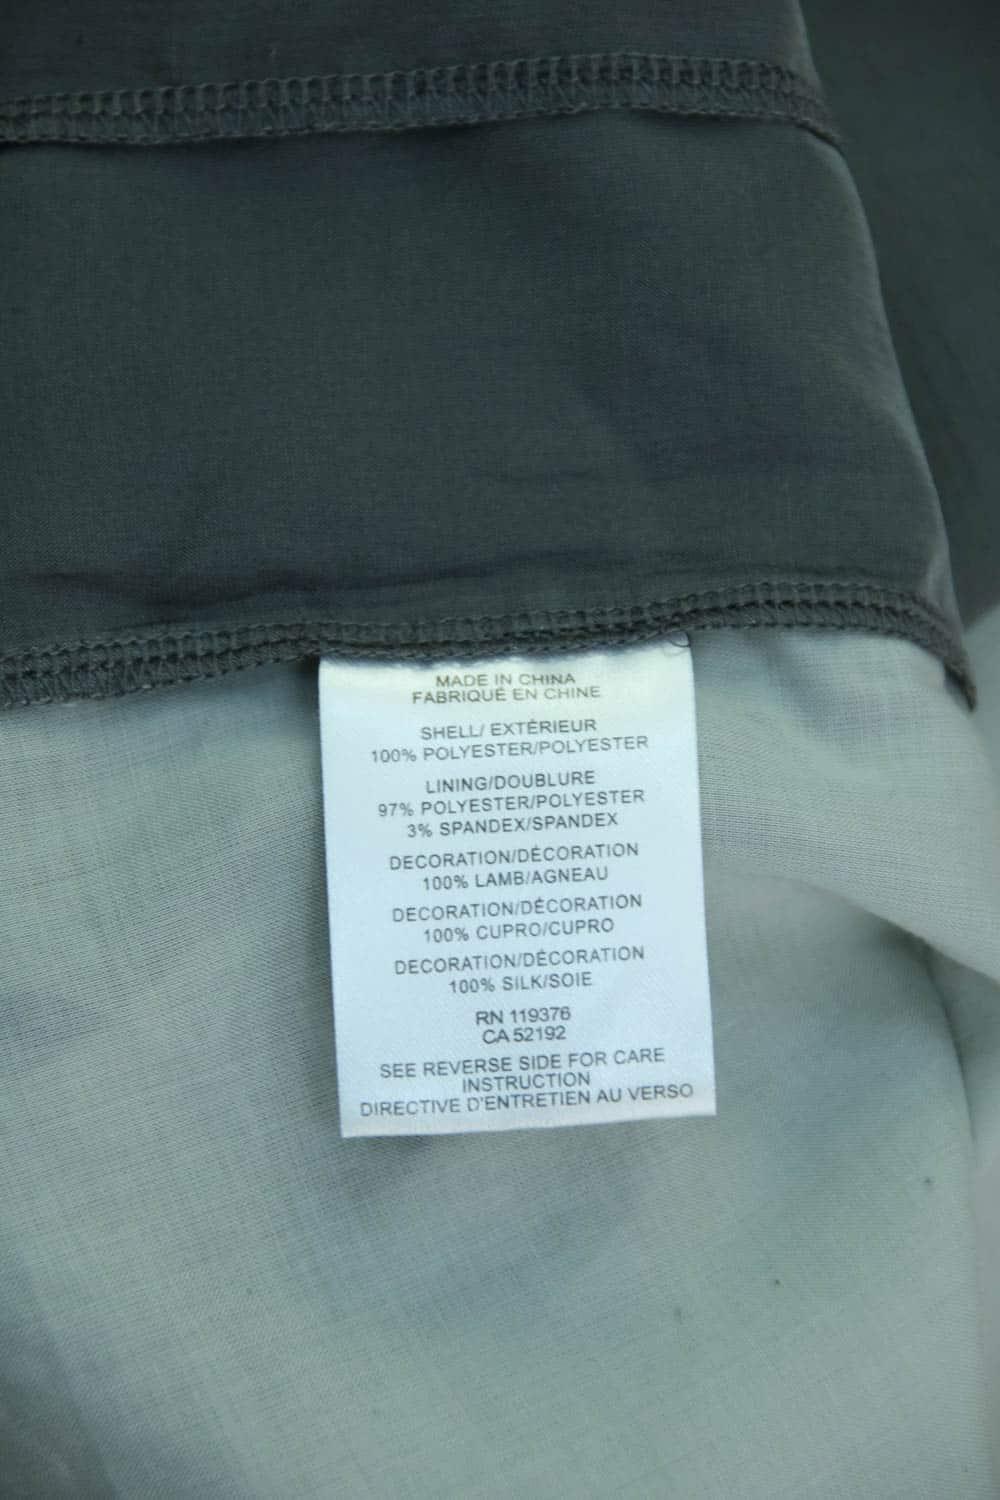 MADE IN CHINA
FABRIQUÉ EN CHINE
SHELL/ EXTÉRIEUR
100% POLYESTER/POLYESTER
LINING/DOUBLURE
97% POLYESTER/POLYESTER
3% SPANDEX/SPANDEX
DECORATION/DÉCORATION
100% LAMB/AGNEAU
DECORATION/DÉCORATION
100% CUPRO/CUPRO
DECORATION/DÉCORATION
100% SILK/SOIE
RN 119376
CA 52192
SEE REVERSE SIDE FOR CARE
INSTRUCTION
DIRECTIVE D'ENTRETIEN AU VERSO